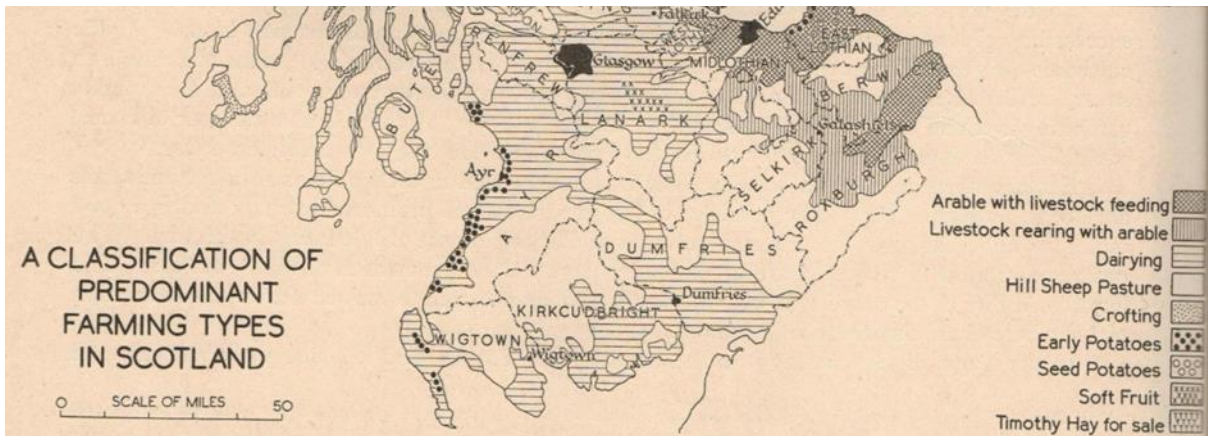 Falkirk
RENFREW
Glasgow
WEST LOTHIAN
MIDLOTHIAN
EAST LOTHIAN
BERWICK
BUTE
LANARK
Galashiels
Ayr
AYR
SELKIRK
ROXBURGH
DUMFRIES
Dumfries
KIRKCUDBRIGHT
WIGTOWN
Wigtown
A CLASSIFICATION OF
PREDOMINANT
FARMING TYPES
IN SCOTLAND
0 SCALE OF MILES 50
Arable with livestock feeding
Livestock rearing with arable
Dairying
Hill Sheep Pasture
Crofting
Early Potatoes
Seed Potatoes
Soft Fruit
Timothy Hay for sale